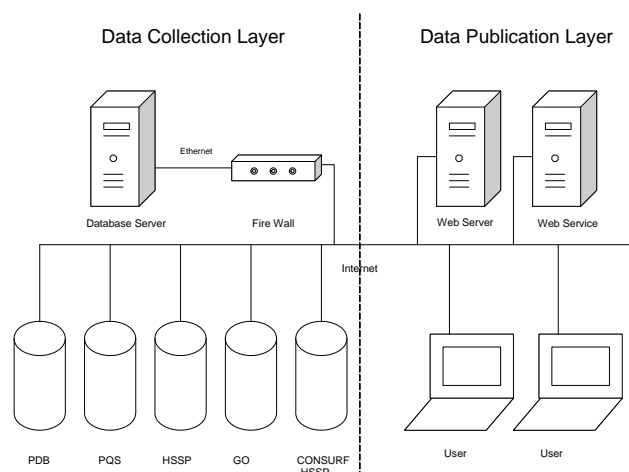 Data Collection Layer
Data Publication Layer
Ethernet
Database Server
Fire Wall
Web Server
Web Service
Internet
PDB
PQS
HSSP
GO
CONSURF
HSSP
User
User